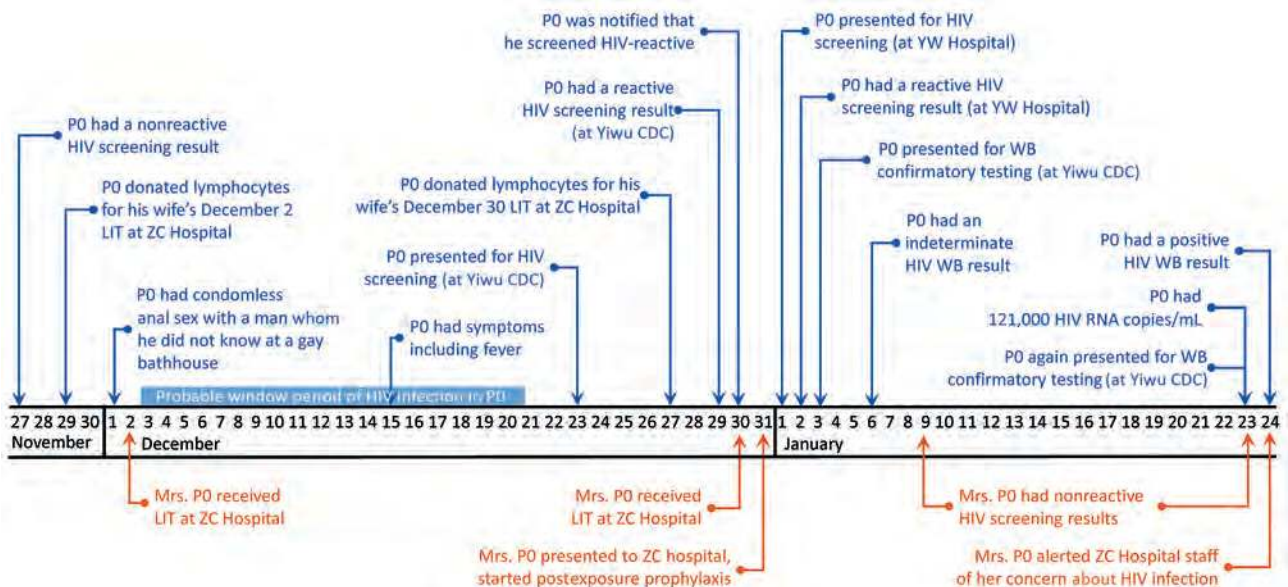 P0 was notified that
he screened HIV-reactive
P0 presented for HIV
screening (at YW Hospital)
P0 had a reactive
HIV screening result
(at Yiwu CDC)
P0 had a reactive HIV
screening result (at YW Hospital)
P0 had a nonreactive
HIV screening result
P0 presented for WB
confirmatory testing (at Yiwu CDC)
P0 donated lymphocytes
for his wife's December 2
LIT at ZC Hospital
P0 donated lymphocytes for his
wife's December 30 LIT at ZC Hospital
P0 had an
indeterminate
HIV WB result
P0 had a positive
HIV WB result
P0 presented for HIV
screening (at Yiwu CDC)
P0 had condomless
anal sex with a man whom
he did not know at a gay
bathhouse
P0 had symptoms
including fever
P0 had
121,000 HIV RNA copies/mL
P0 again presented for WB
confirmatory testing (at Yiwu CDC)
Probable window period of HIV infection in P0
27 28 29 30 1 2 3 4 5 6 7 8 9 10 11 12 13 14 15 16 17 18 19 20 21 22 23 24 25 26 27 28 29 30 31 1 2 3 4 5 6 7 8 9 10 11 12 13 14 15 16 17 18 19 20 21 22 23 24
November December January
Mrs. P0 received
LIT at ZC Hospital
Mrs. P0 received
LIT at ZC Hospital
Mrs. P0 had nonreactive
HIV screening results
Mrs. P0 presented to ZC hospital,
started postexposure prophylaxis
Mrs. P0 alerted ZC Hospital staff
of her concern about HIV infection